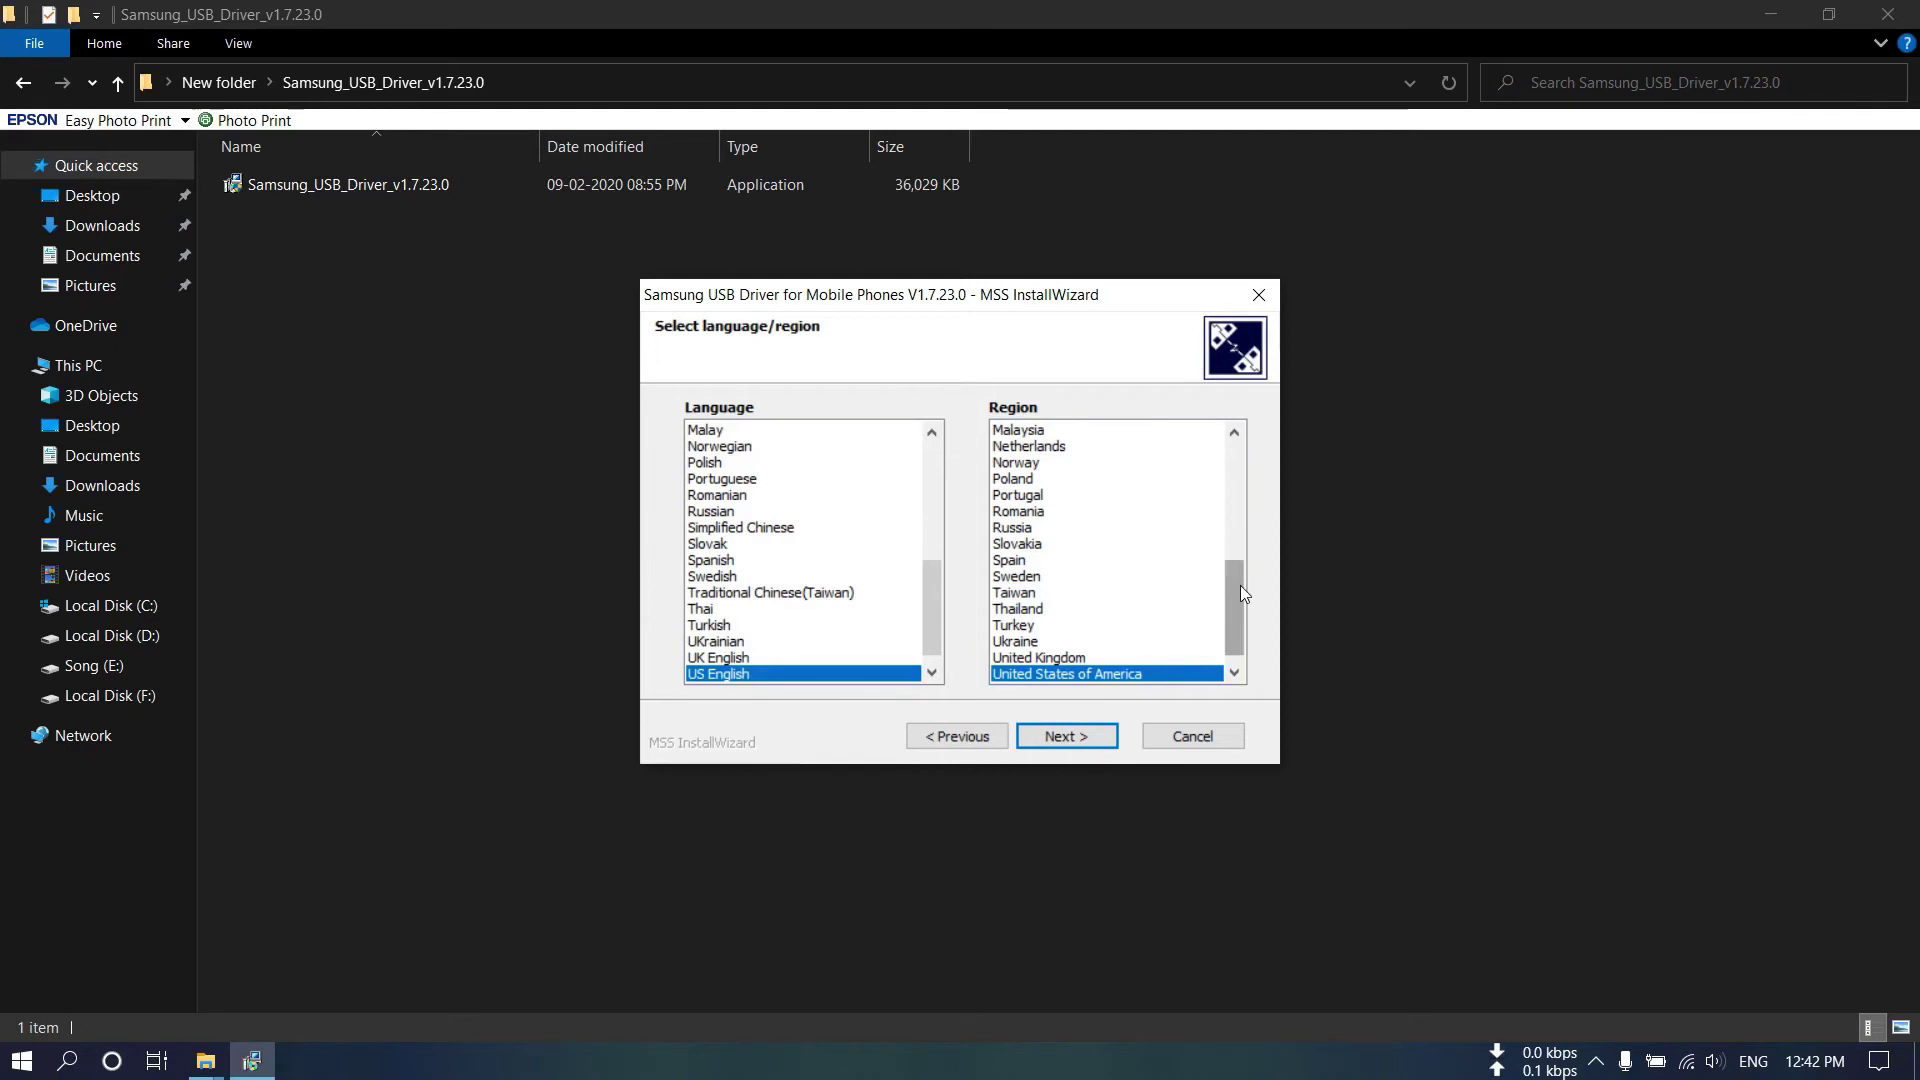 Samsung_USB_Driver_v1.7.23.0
File Home Share View
New folder Samsung_USB_Driver_v1.7.23.0
Search Samsung_USB_Driver_v1.7.23.0
EPSON Easy Photo Print Photo Print
Name Date modified Type Size
Samsung_USB_Driver_v1.7.23.0 09-02-2020 08:55 PM Application 36,029 KB
Quick access
Desktop
Downloads
Documents
Pictures
OneDrive
This PC
3D Objects
Desktop
Documents
Downloads
Music
Pictures
Videos
Local Disk (C:)
Local Disk (D:)
Song (E:)
Local Disk (F:)
Network
Samsung USB Driver for Mobile Phones V1.7.23.0 - MSS InstallWizard
Select language/region
Language
Malay
Norwegian
Polish
Portuguese
Romanian
Russian
Simplified Chinese
Slovak
Spanish
Swedish
Traditional Chinese(Taiwan)
Thai
Turkish
UKrainian
UK English
US English
Region
Malaysia
Netherlands
Norway
Poland
Portugal
Romania
Russia
Slovakia
Spain
Sweden
Taiwan
Thailand
Turkey
Ukraine
United Kingdom
United States of America
MSS InstallWizard
< Previous Next > Cancel
1 item
0.0 kbps
0.1 kbps
ENG 12:42 PM